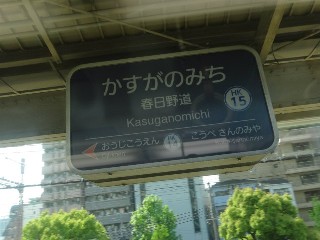 かすがのみち
春日野道
Kasuganomichi
HK
15
おうじこうえん
こうべさんのみや